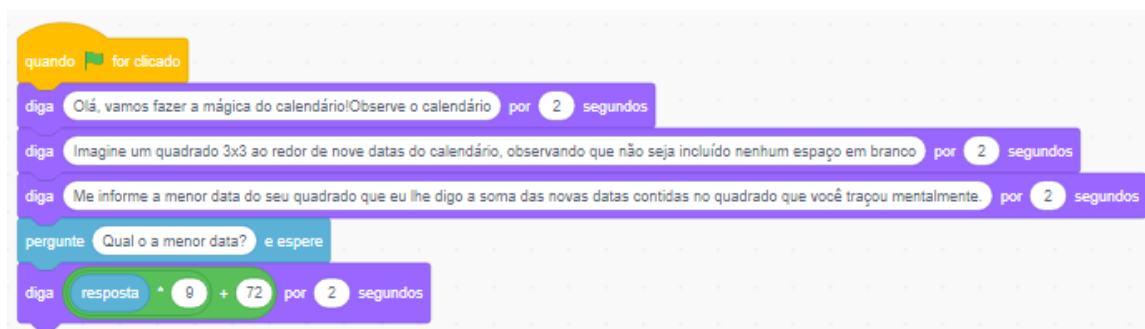 quando for clicado
diga Olá, vamos fazer a mágica do calendário!Observe o calendário por 2 segundos
diga Imagine um quadrado 3x3 ao redor de nove datas do calendário, observando que não seja incluído nenhum espaço em branco por 2 segundos
diga Me informe a menor data do seu quadrado que eu lhe digo a soma das novas datas contidas no quadrado que você traçou mentalmente. por 2 segundos
pergunte Qual o a menor data? e espere
diga resposta * 9 + 72 por 2 segundos